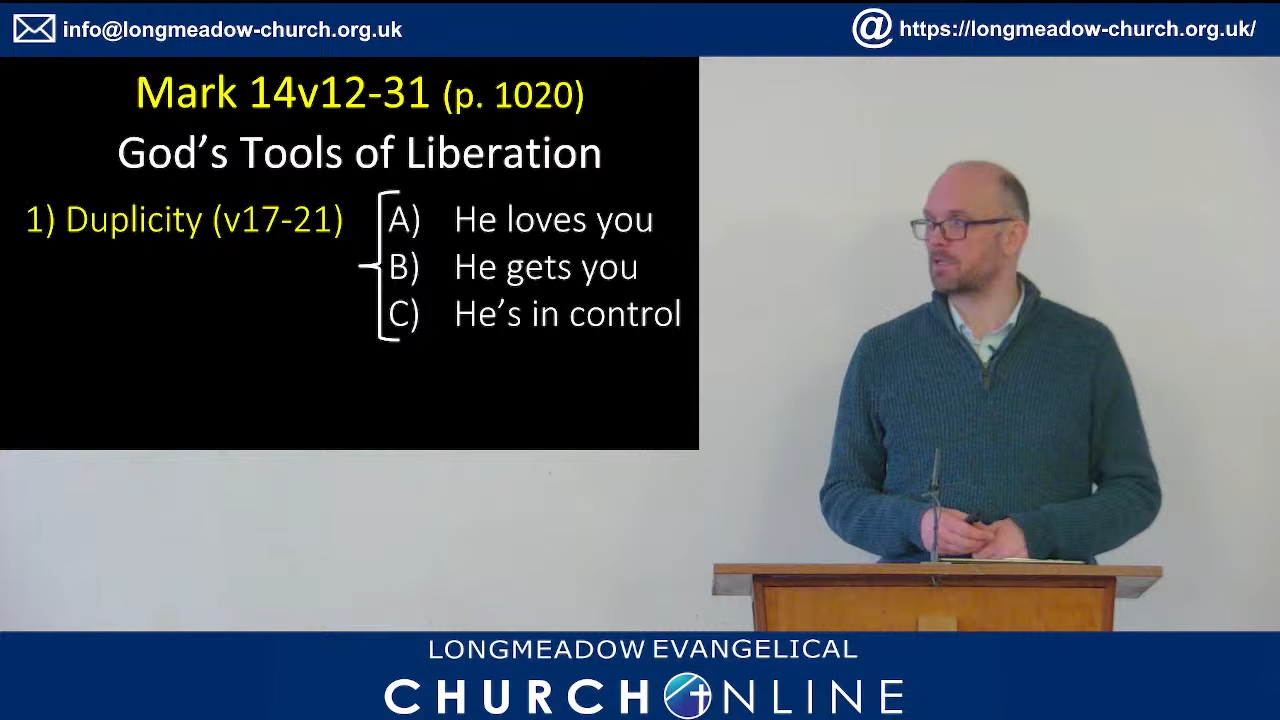 info@longmeadow-church.org.uk
@ https://longmeadow-church.org.uk/
Mark 14v12-31 (p. 1020)
God’s Tools of Liberation
1) Duplicity (v17-21)
A) He loves you
B) He gets you
C) He’s in control
LONGMEADOW EVANGELICAL
CHURCH ONLINE